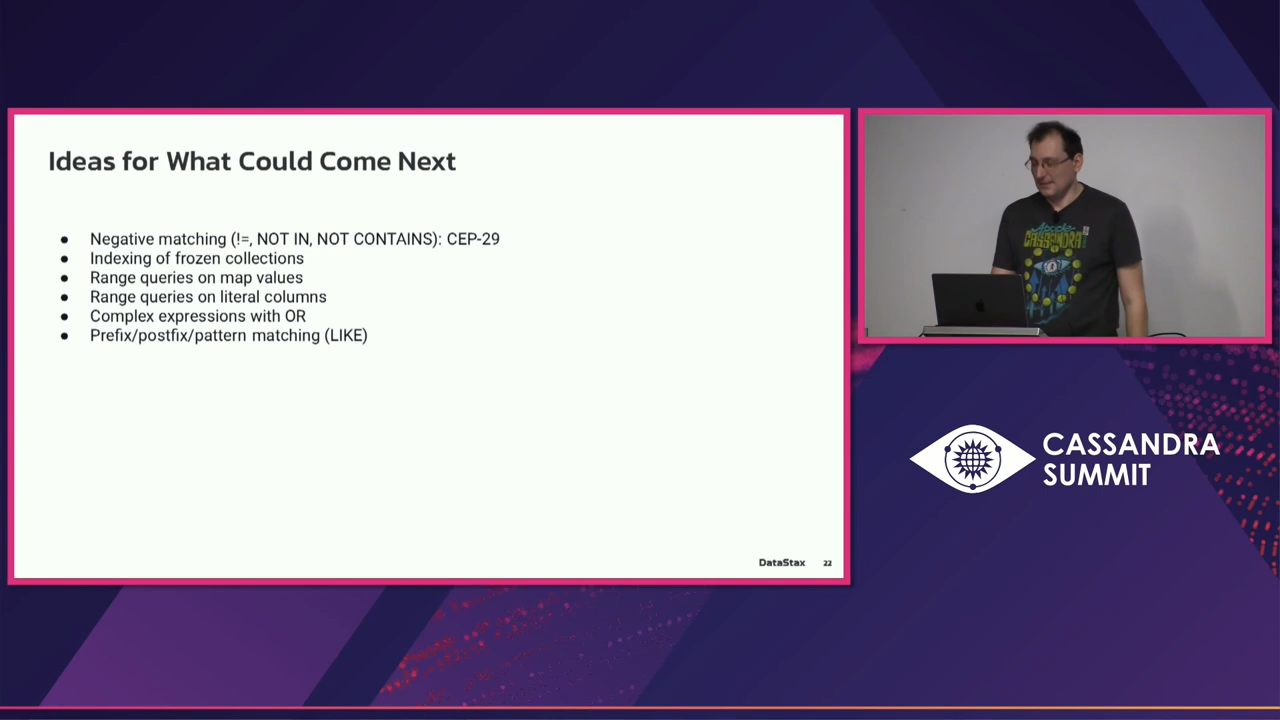 Ideas for What Could Come Next
● Negative matching (!=, NOT IN, NOT CONTAINS): CEP-29
● Indexing of frozen collections
● Range queries on map values
● Range queries on literal columns
● Complex expressions with OR
● Prefix/postfix/pattern matching (LIKE)
DataStax 22
Apache
CASSANDRA
CASSANDRA
SUMMIT